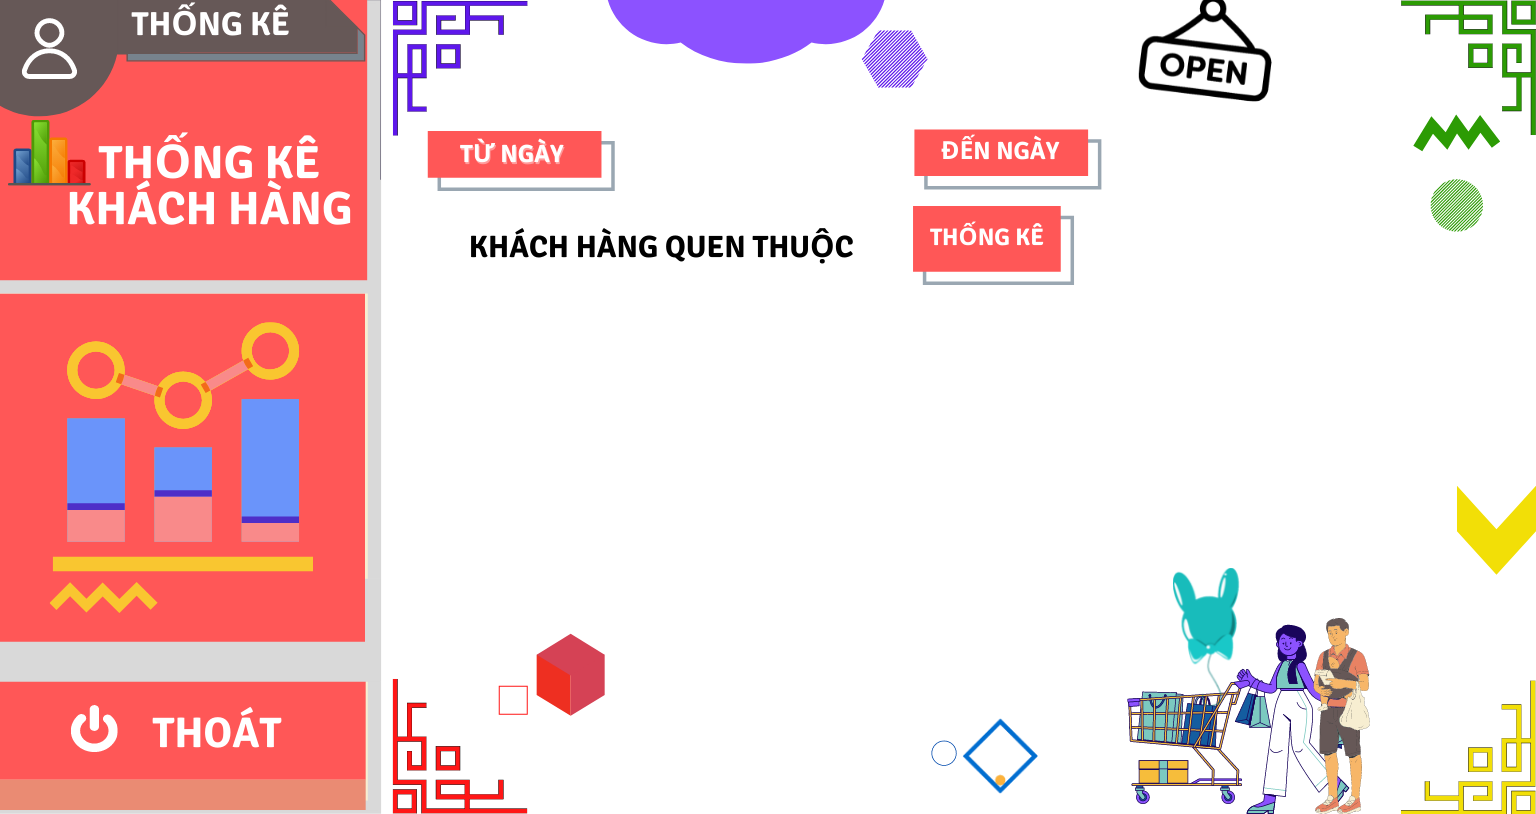 THỐNG KÊ
THỐNG KÊ
KHÁCH HÀNG
THOÁT
OPEN
TỪ NGÀY
ĐẾN NGÀY
KHÁCH HÀNG QUEN THUỘC
THỐNG KÊ